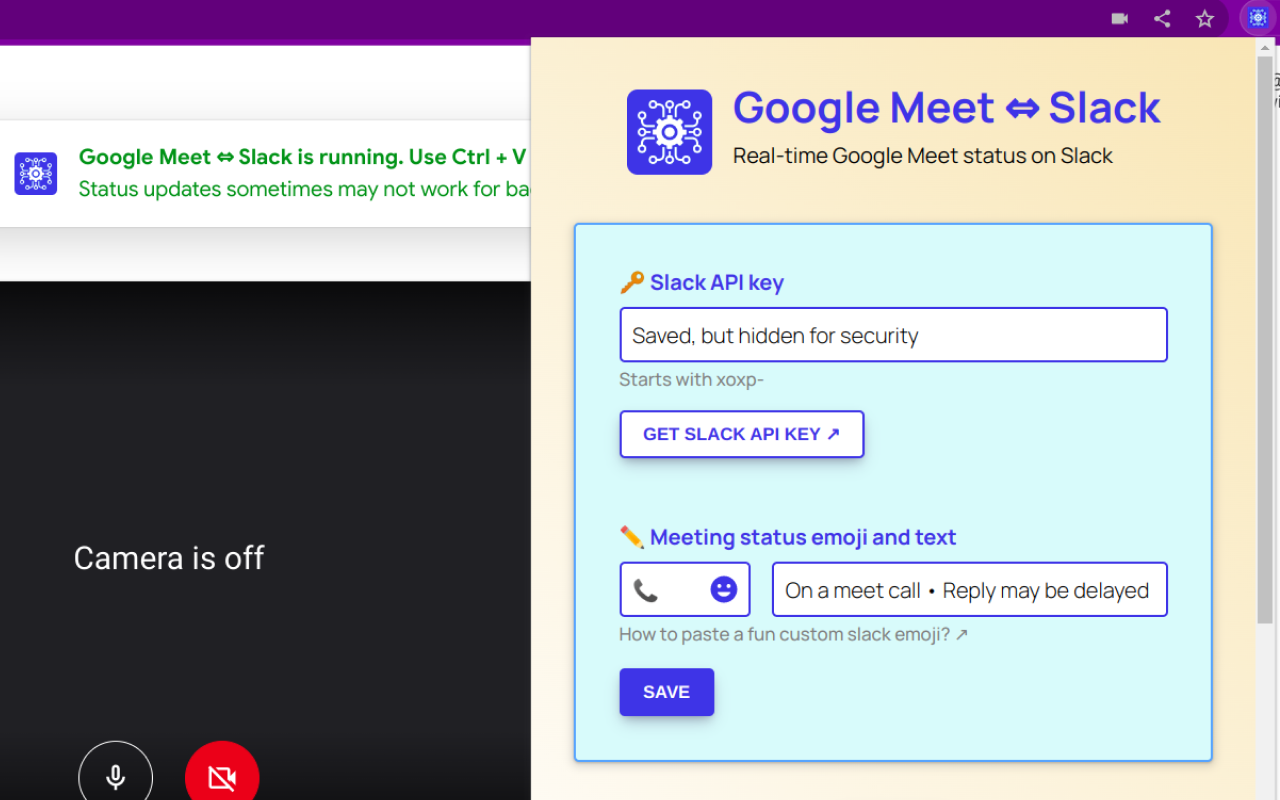 Google Meet ⇔ Slack
Real-time Google Meet status on Slack
Google Meet ⇔ Slack is running. Use Ctrl + V
Status updates sometimes may not work for
🔑 Slack API key
Saved, but hidden for security
Starts with xoxp-
GET SLACK API KEY ↗
Camera is off
✏️ Meeting status emoji and text
📞 On a meet call • Reply may be delayed
How to paste a fun custom slack emoji? ↗
SAVE